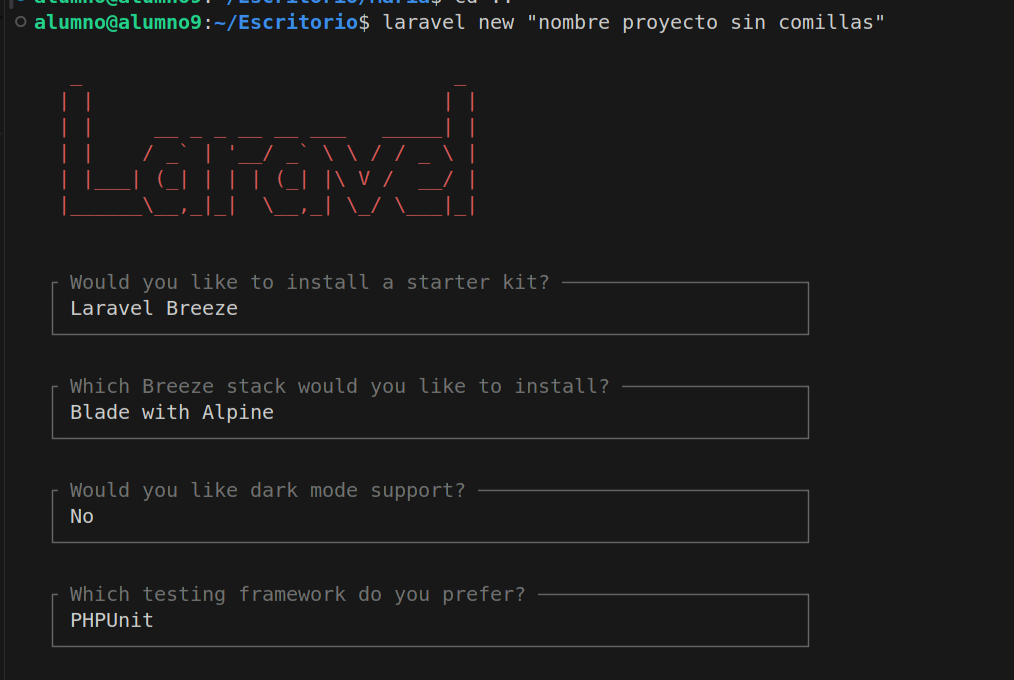 alumno@alumno9:~/Escritorio/Maria$ cd ..
alumno@alumno9:~/Escritorio$ laravel new "nombre proyecto sin comillas"
Laravel
Would you like to install a starter kit?
Laravel Breeze
Which Breeze stack would you like to install?
Blade with Alpine
Would you like dark mode support?
No
Which testing framework do you prefer?
PHPUnit